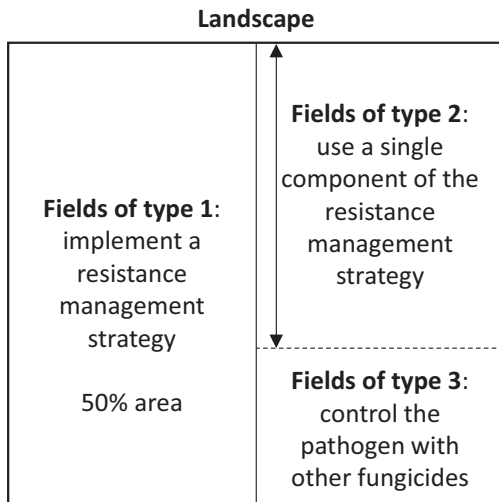 Landscape
Fields of type 1:
implement a
resistance
management
strategy
50% area
Fields of type 2:
use a single
component of the
resistance
management
strategy
Fields of type 3:
control the
pathogen with
other fungicides